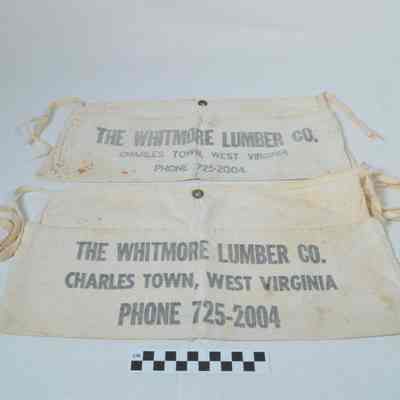 THE WHITMORE LUMBER CO.
CHARLES TOWN, WEST VIRGINIA
PHONE 725-2004
THE WHITMORE LUMBER CO.
CHARLES TOWN, WEST VIRGINIA
PHONE 725-2004